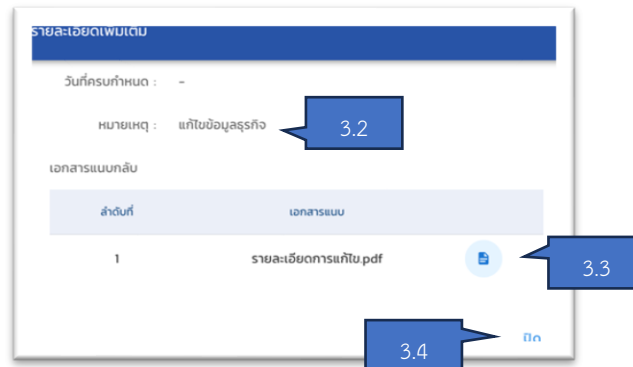 รายละเอียดเพิ่มเติม
วันที่ครบกำหนด : -
หมายเหตุ : แก้ไขข้อมูลธุรกิจ
3.2
เอกสารแนบกลับ
ลำดับที่ เอกสารแนบ
1 รายละเอียดการแก้ไข.pdf
3.3
ปิด
3.4